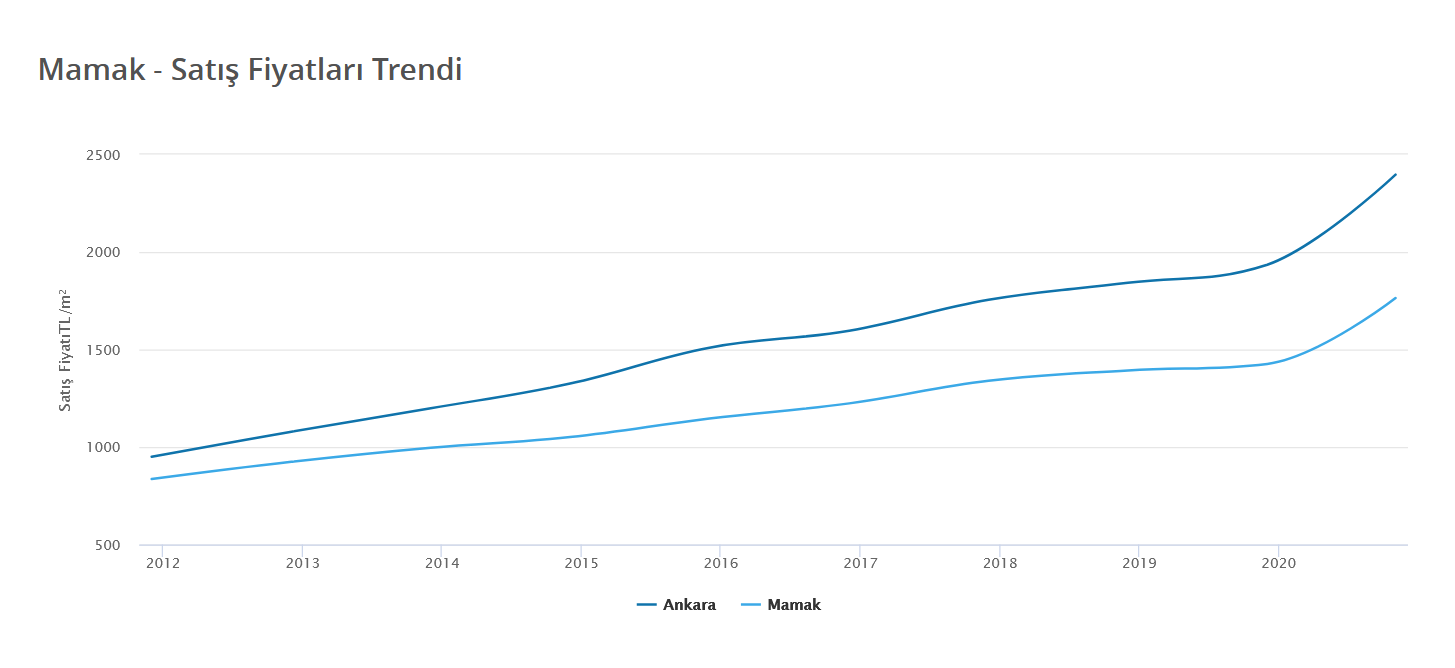 Mamak - Satış Fiyatları Trendi
2500
2000
1500
1000
500
Satış FiyatıTL/m²
2012 2013 2014 2015 2016 2017 2018 2019 2020
Ankara Mamak